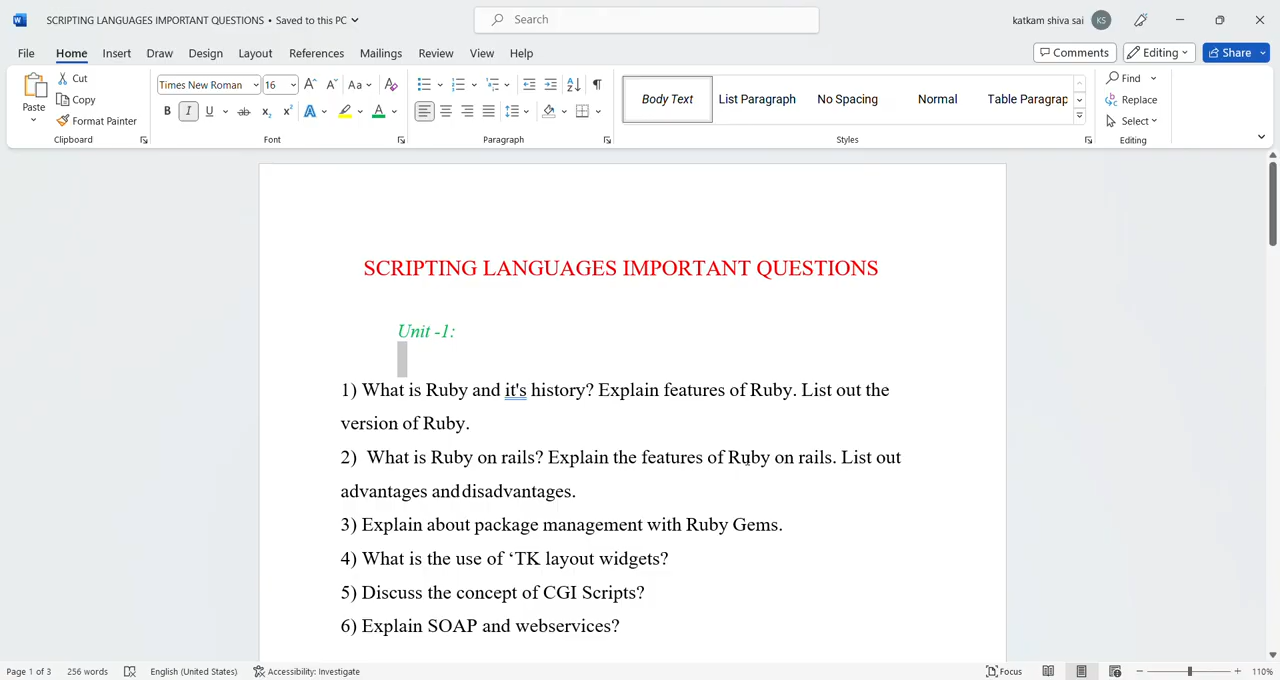 SCRIPTING LANGUAGES IMPORTANT QUESTIONS • Saved to this PC
Search
katkam shiva sai
KS
File Home Insert Draw Design Layout References Mailings Review View Help
Comments
Editing
Share
Paste
Cut
Copy
Format Painter
Clipboard
Times New Roman
16
Aa
B I U ab x₂ x² A A
Font
Paragraph
Body Text
List Paragraph
No Spacing
Normal
Table Paragrap
Styles
Find
Replace
Select
Editing
SCRIPTING LANGUAGES IMPORTANT QUESTIONS
Unit -1:
1) What is Ruby and it's history? Explain features of Ruby. List out the
version of Ruby.
2) What is Ruby on rails? Explain the features of Ruby on rails. List out
advantages and disadvantages.
3) Explain about package management with Ruby Gems.
4) What is the use of ‘TK layout widgets?
5) Discuss the concept of CGI Scripts?
6) Explain SOAP and webservices?
Page 1 of 3
256 words
English (United States)
Accessibility: Investigate
Focus
110%